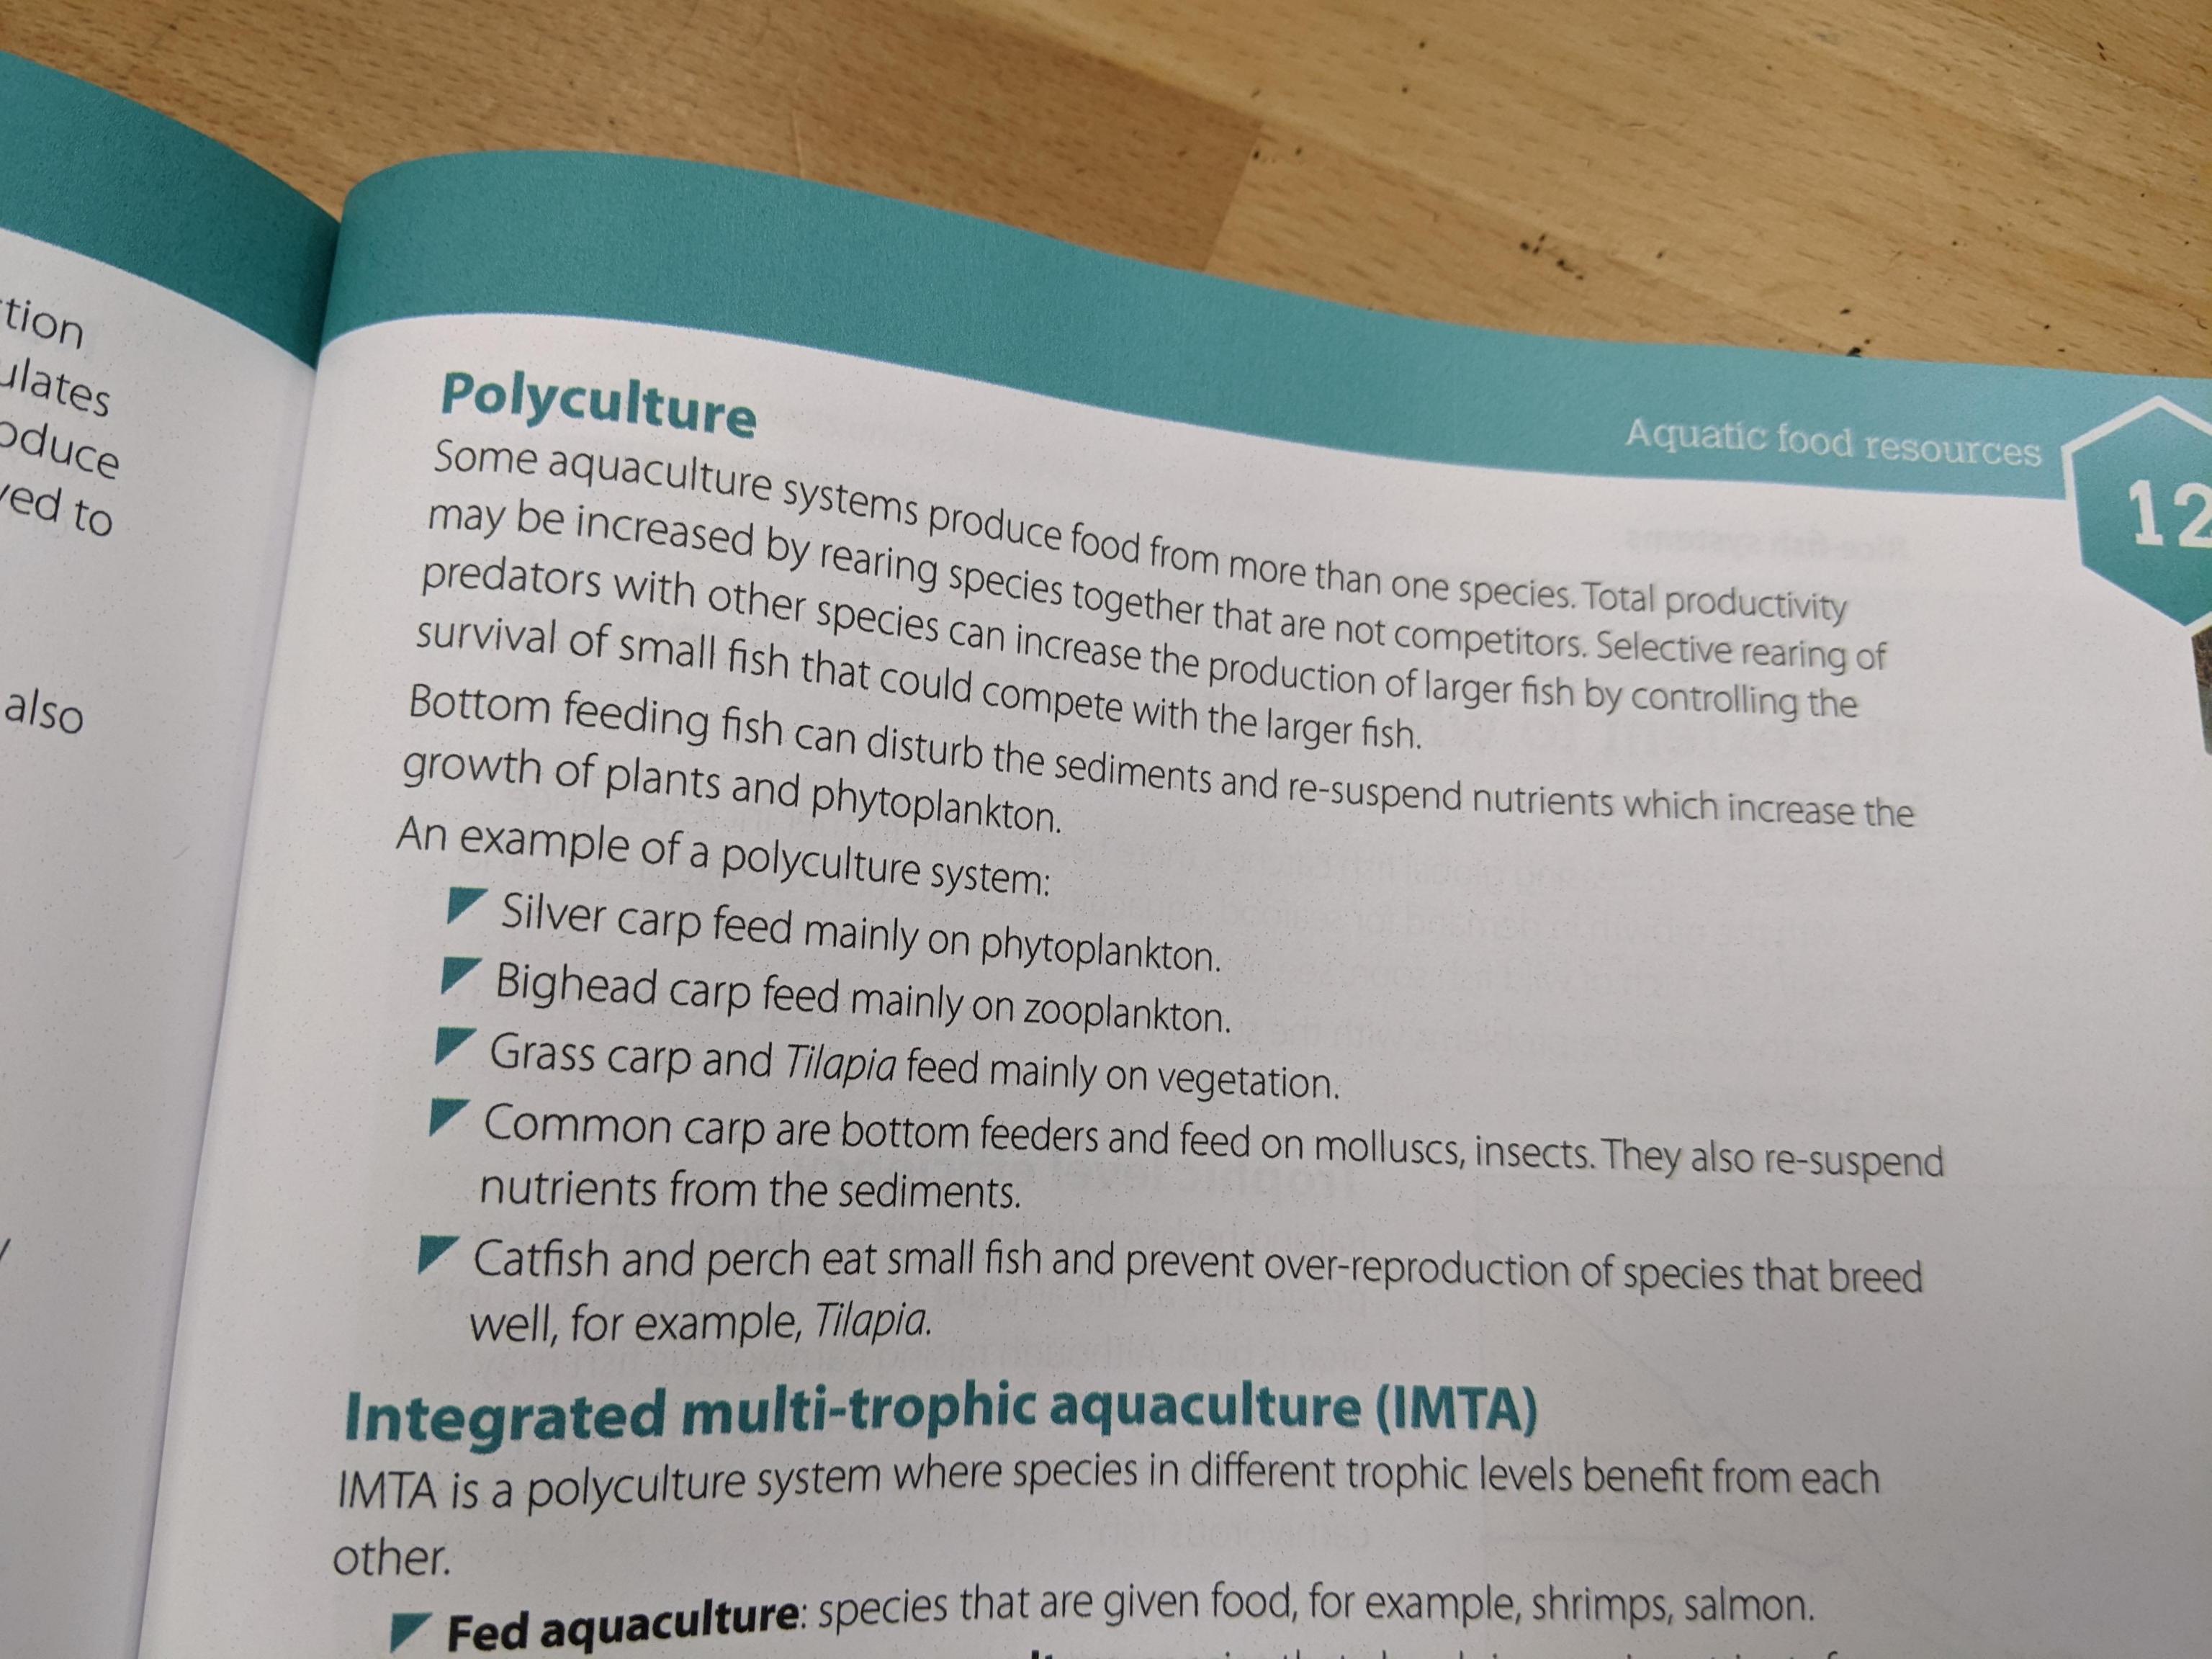 to
also
Aquatic food resources
12
Polyculture
Some aquaculture systems produce food from more than one species. Total productivity
may be increased by rearing species together that are not competitors. Selective rearing of
predators with other species can increase the production of larger fish by controlling the
survival of small fish that could compete with the larger fish.
Bottom feeding fish can disturb the sediments and re-suspend nutrients which increase the
growth of plants and phytoplankton.
An example of a polyculture system:
Silver carp feed mainly on phytoplankton.
Bighead carp feed mainly on zooplankton.
Grass carp and Tilapia feed mainly on vegetation.
Common carp are bottom feeders and feed on molluscs, insects. They also re-suspend
nutrients from the sediments.
Catfish and perch eat small fish and prevent over-reproduction of species that breed
well, for example, Tilapia.
Integrated multi-trophic aquaculture (IMTA)
IMTA is a polyculture system where species in different trophic levels benefit from each
other.
Fed aquaculture: species that are given food, for example, shrimps, salmon.